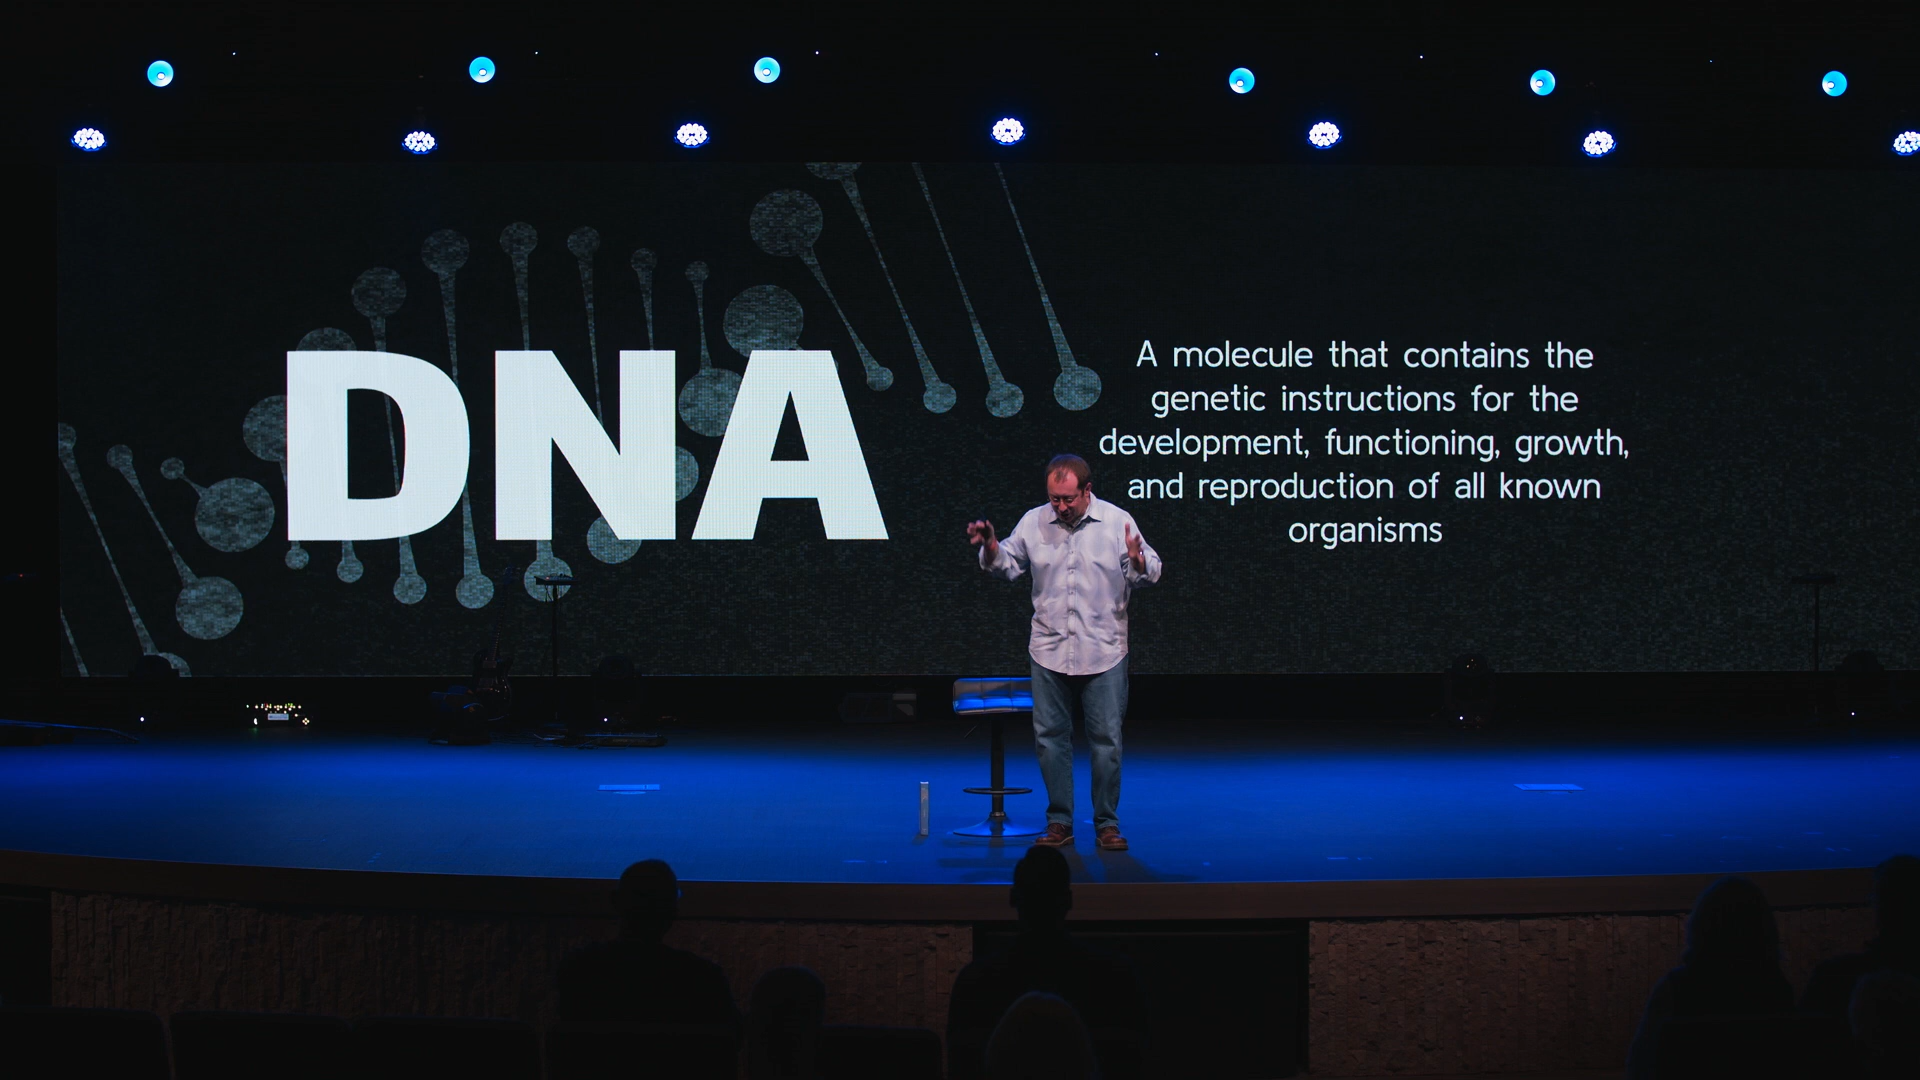 DNA
A molecule that contains the
genetic instructions for the
development, functioning, growth,
and reproduction of all known
organisms